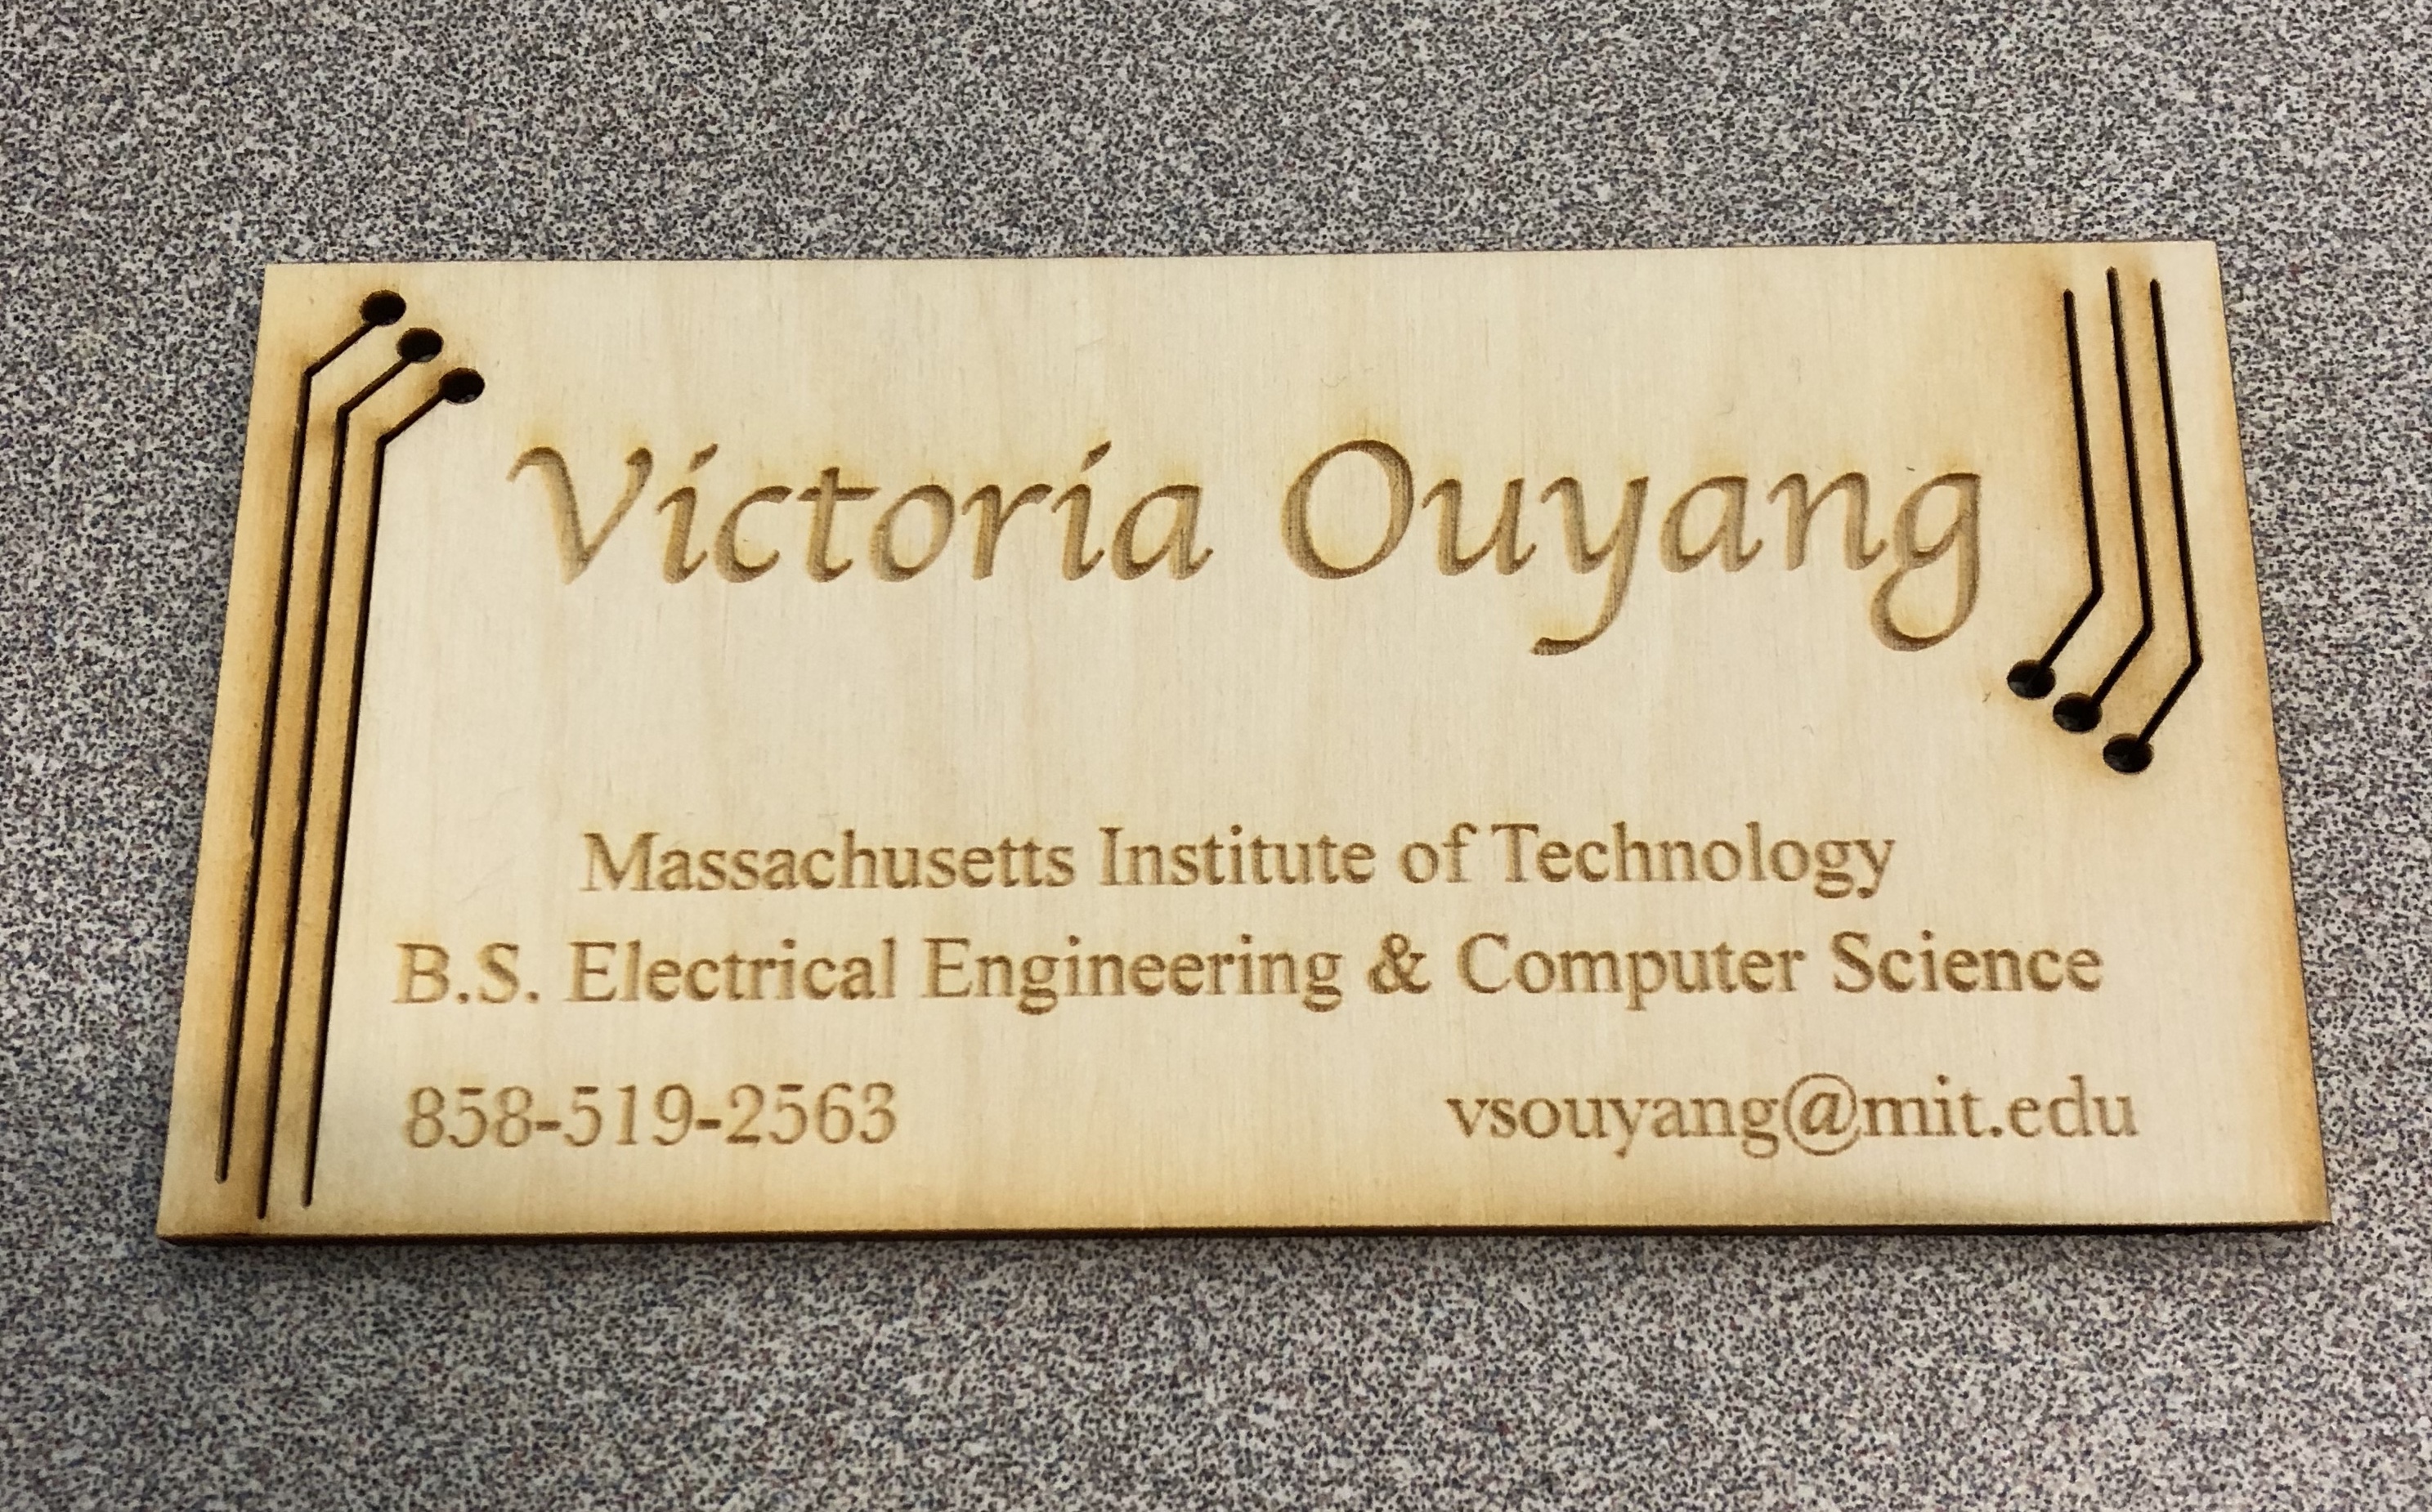 Victoria Ouyang
Massachusetts Institute of Technology
B.S. Electrical Engineering & Computer Science
858-519-2563
vsouyang@mit.edu